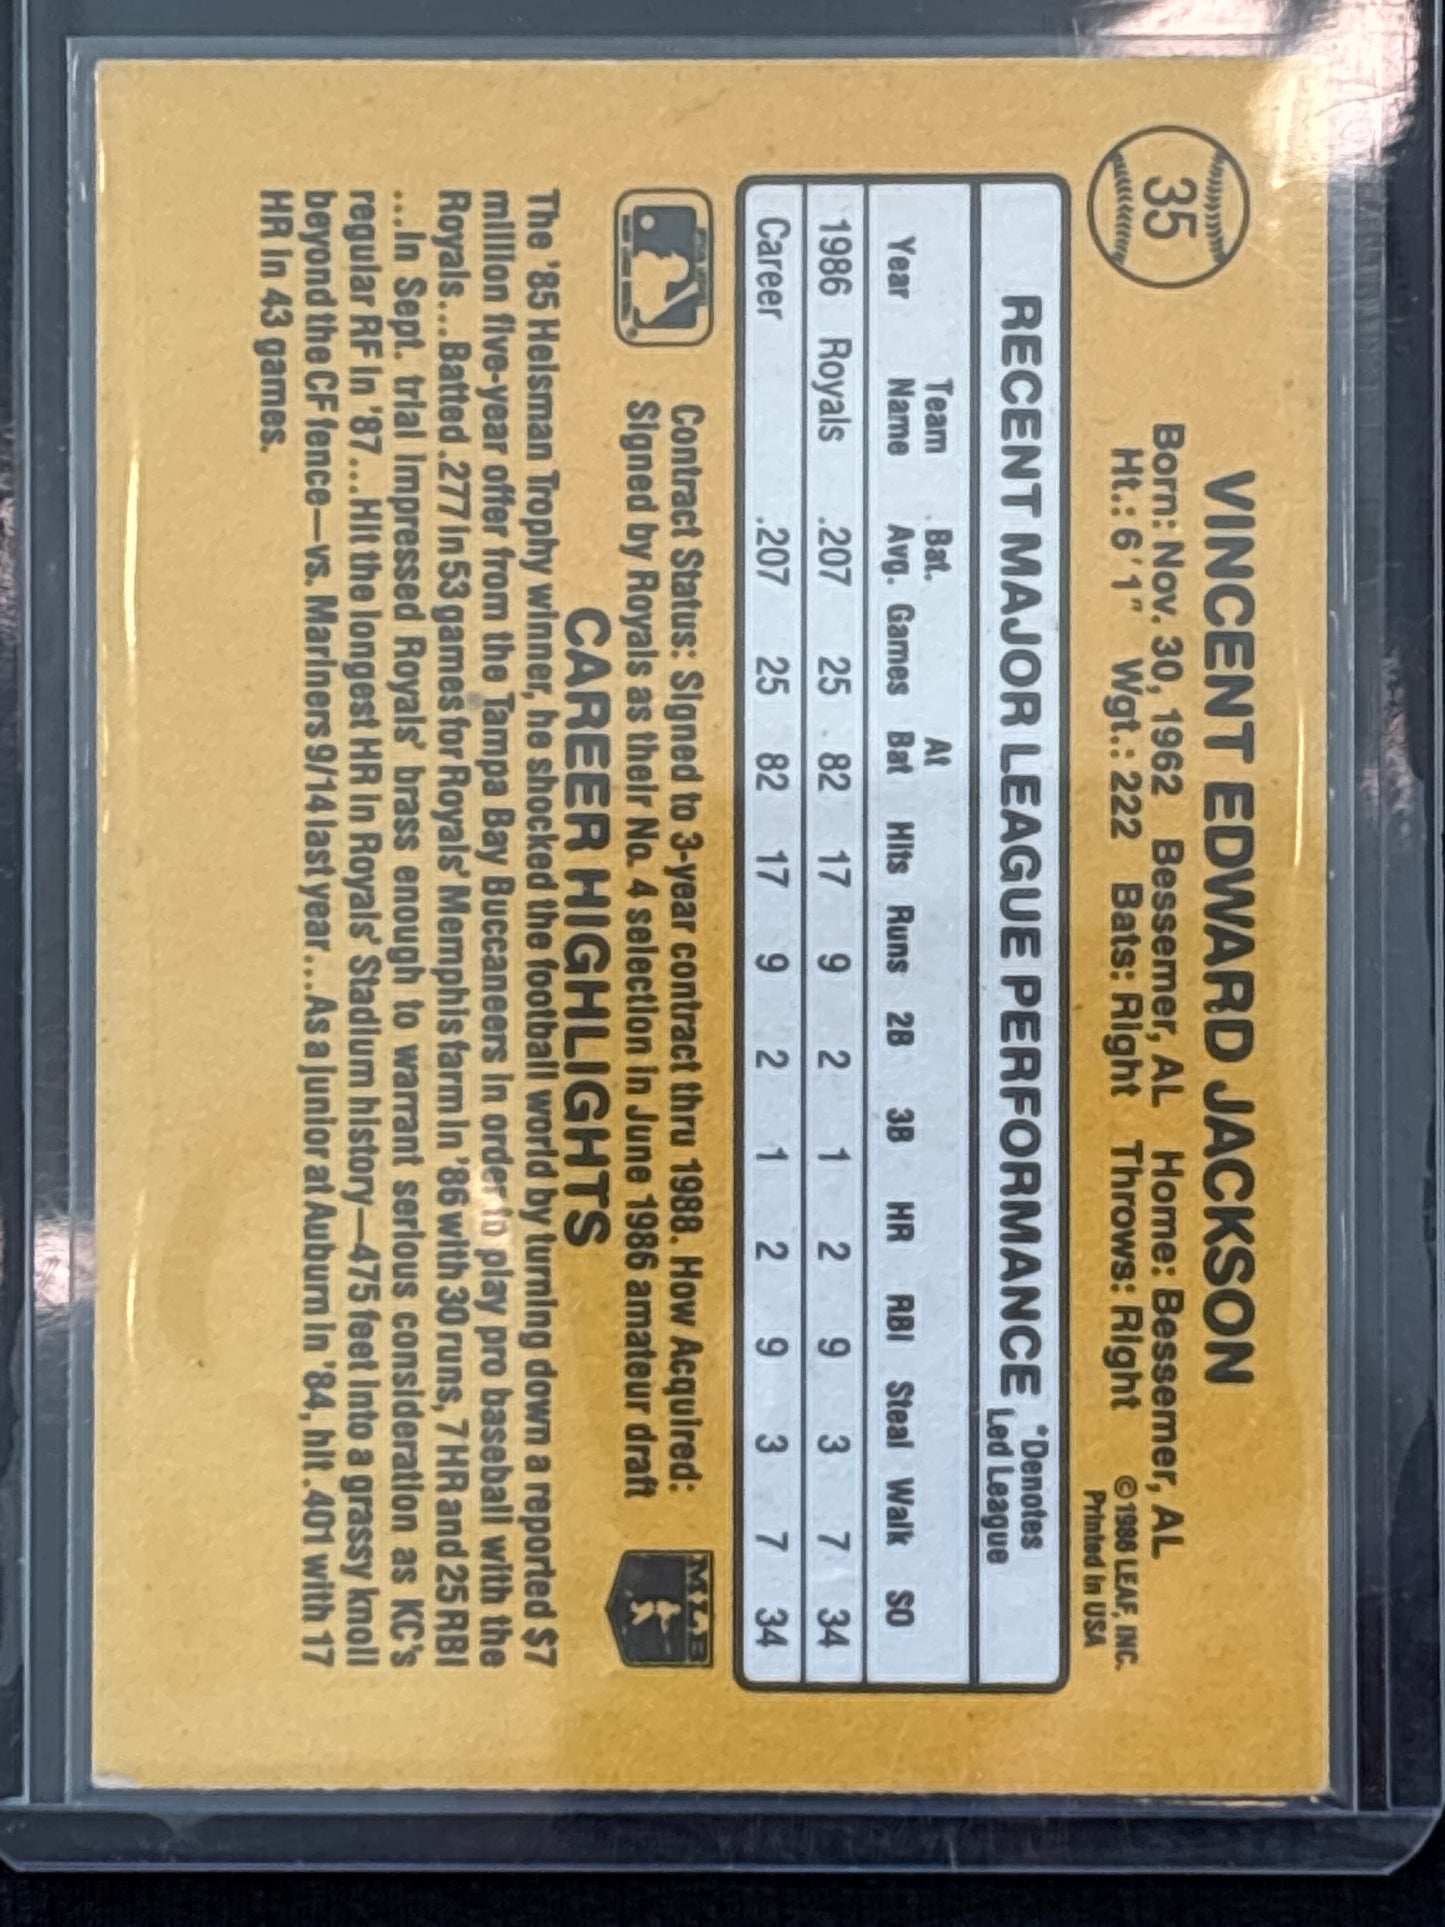 35
VINCENT EDWARD JACKSON
Born: Nov. 30, 1962 Bessemer, AL Home: Bessemer, AL
Ht.: 6'1" Wgt.: 222 Bats: Right Throws: Right
©1986 LEAF, INC.
Printed in USA
RECENT MAJOR LEAGUE PERFORMANCE *Denotes Led League
Year Team Name Bat. Avg. Games At Bat Hits Runs 2B 3B HR RBI Steal Walk SO
1986 Royals .207 25 82 17 9 2 1 2 9 3 7 34
Career .207 25 82 17 9 2 1 2 9 3 7 34
Contract Status: Signed to 3-year contract thru 1988. How Acquired:
Signed by Royals as their No. 4 selection in June 1986 amateur draft
MLB
CAREER HIGHLIGHTS
The '85 Heisman Trophy winner, he shocked the football world by turning down a reported $7
million five-year offer from the Tampa Bay Buccaneers in order to play pro baseball with the
Royals...Batted .277 in 53 games for Royals' Memphis farm in '86 with 30 runs, 7 HR and 25 RBI
...In Sept. trial impressed Royals' brass enough to warrant serious consideration as KC's
regular RF in '87...Hit the longest HR in Royals' Stadium history—475 feet into a grassy knoll
beyond the CF fence—vs. Mariners 9/14 last year...As a junior at Auburn in '84, hit .401 with 17
HR in 43 games.